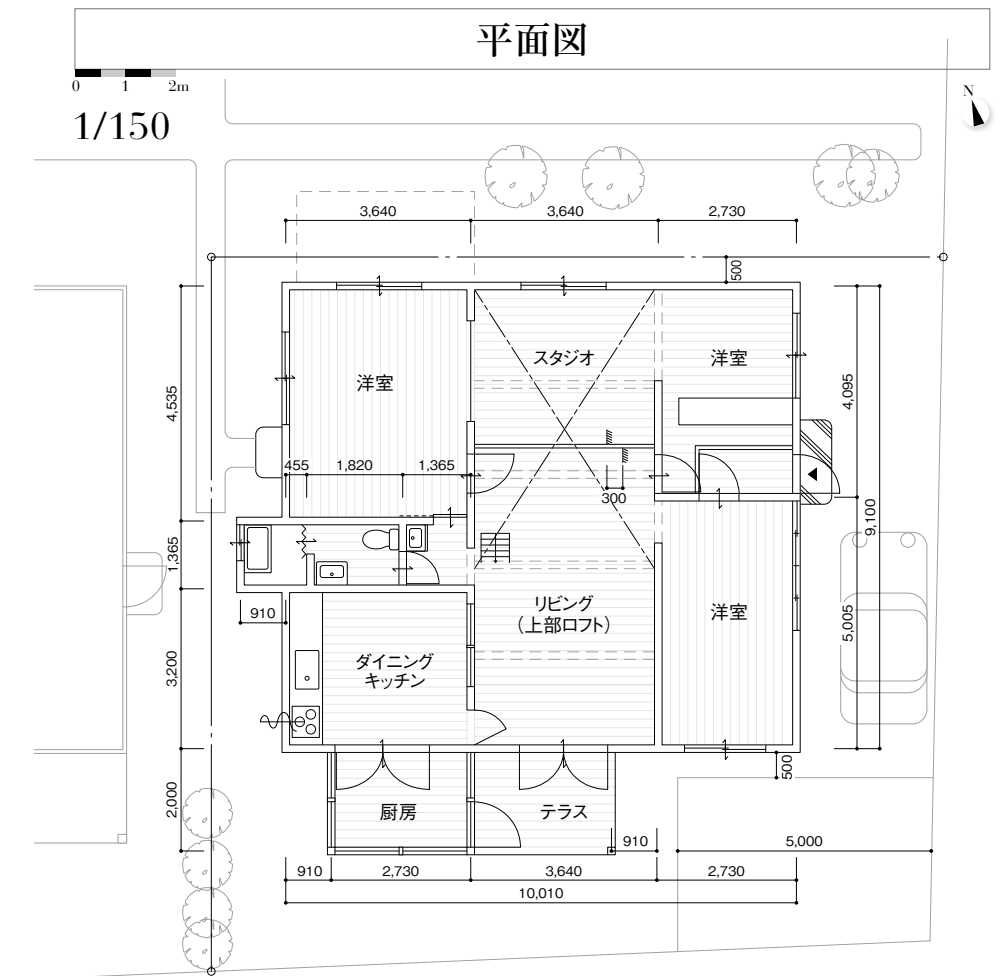 平面図
0 1 2m
1/150
N
3,640 3,640 2,730
500
スタジオ
洋室
洋室
4,535
4,095
455 1,820 1,365
300
9,100
1,365
910
リビング
（上部ロフト）
洋室
5,005
ダイニング
キッチン
3,200
500
2,000
厨房
テラス
910
5,000
910 2,730 3,640 2,730
10,010